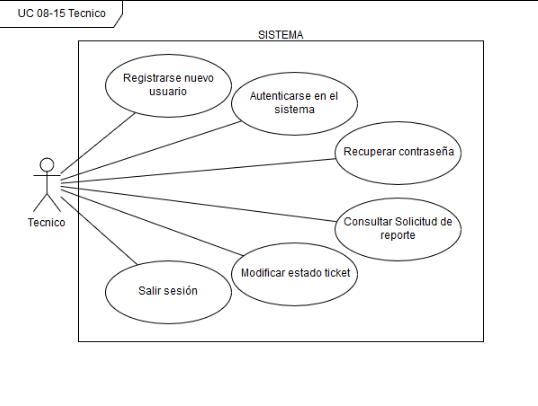 UC 08-15 Tecnico
SISTEMA
Registrarse nuevo
usuario
Autenticarse en el
sistema
Recuperar contraseña
Tecnico
Consultar Solicitud de
reporte
Modificar estado ticket
Salir sesión